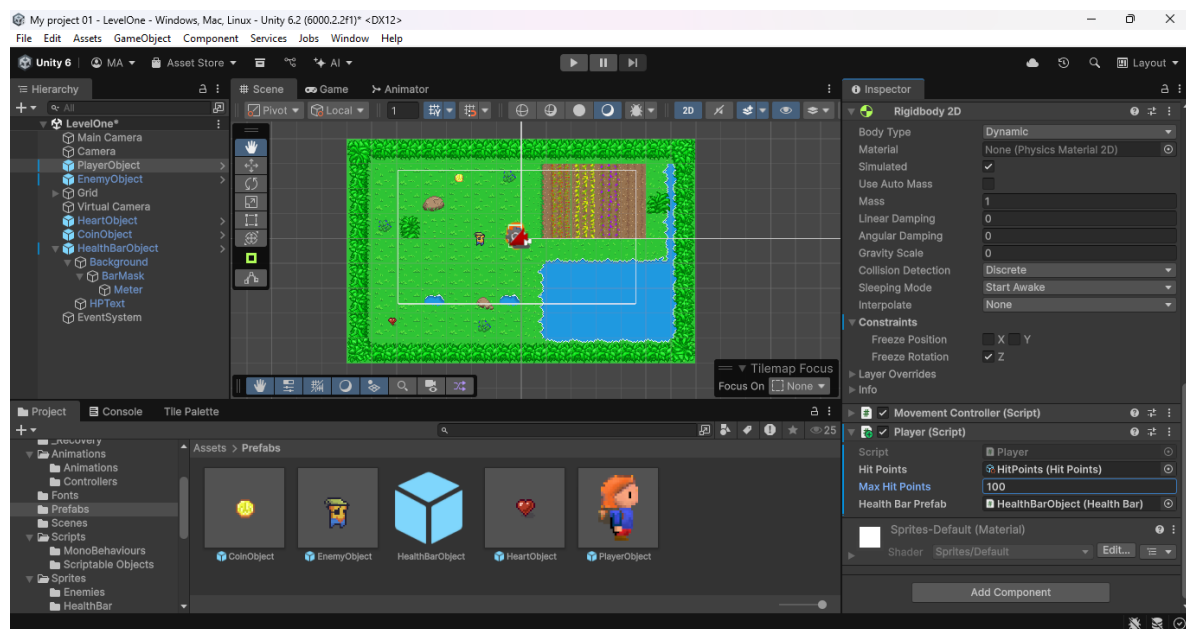 My project 01 - LevelOne - Windows, Mac, Linux - Unity 6.2 (6000.2.2f1)* <DX12>
File Edit Assets GameObject Component Services Jobs Window Help
Unity 6 MA Asset Store AI Layout
Hierarchy
All
LevelOne*
Main Camera
Camera
PlayerObject
EnemyObject
Grid
Virtual Camera
HeartObject
CoinObject
HealthBarObject
Background
BarMask
Meter
HPText
EventSystem
Scene Game Animator
Pivot Local 1 2D
Tilemap Focus
Focus On None
Project Console Tile Palette
25
_Recovery
Animations
Animations
Controllers
Fonts
Prefabs
Scenes
Scripts
MonoBehaviours
Scriptable Objects
Sprites
Enemies
HealthBar
Assets > Prefabs
CoinObject EnemyObject HealthBarObject HeartObject PlayerObject
Inspector
Rigidbody 2D
Body Type Dynamic
Material None (Physics Material 2D)
Simulated
Use Auto Mass
Mass 1
Linear Damping 0
Angular Damping 0
Gravity Scale 0
Collision Detection Discrete
Sleeping Mode Start Awake
Interpolate None
Constraints
Freeze Position X Y
Freeze Rotation Z
Layer Overrides
Info
# Movement Controller (Script)
Player (Script)
Script Player
Hit Points HitPoints (Hit Points)
Max Hit Points 100
Health Bar Prefab HealthBarObject (Health Bar)
Sprites-Default (Material)
Shader Sprites/Default Edit...
Add Component